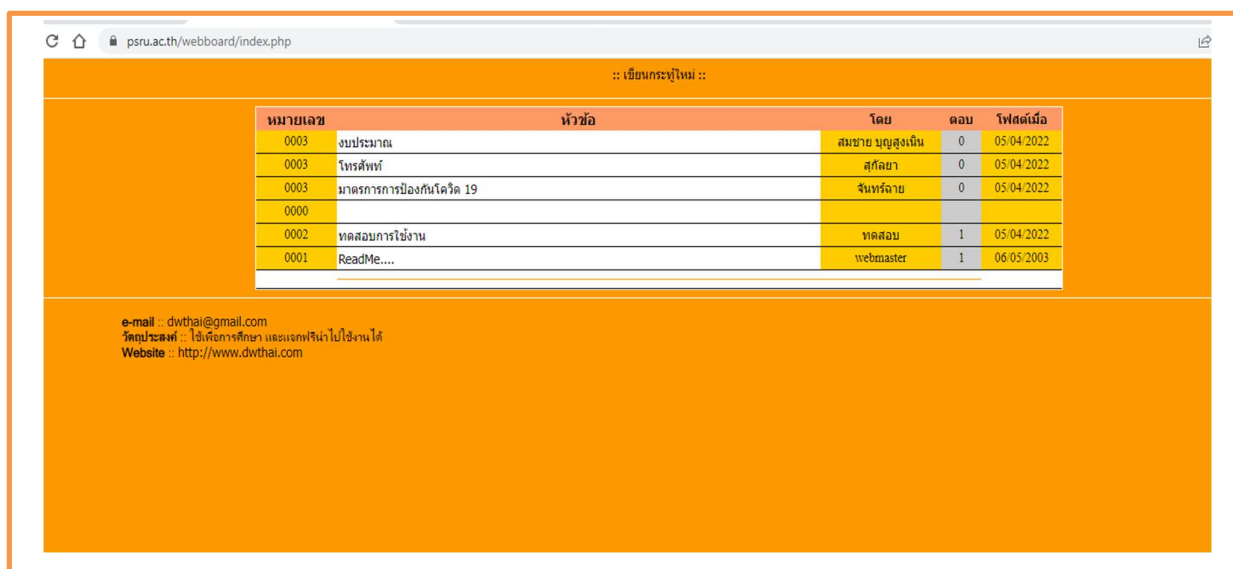 psru.ac.th/webboard/index.php
:: เขียนกระทู้ใหม่ ::
หมายเลข หัวข้อ โดย ตอบ โฟสต์เมื่อ
0003 งบประมาณ สมชาย บุญสูงเนิน 0 05/04/2022
0003 โทรศัพท์ สุกัลยา 0 05/04/2022
0003 มาตรการการป้องกันโควิด 19 จันทร์ฉาย 0 05/04/2022
0000
0002 ทดสอบการใช้งาน ทดสอบ 1 05/04/2022
0001 ReadMe.... webmaster 1 06/05/2003
e-mail :: dwthai@gmail.com
วัตถุประสงค์ :: ใช้เพื่อการศึกษา และแจกฟรีนำไปใช้งานได้
Website :: http://www.dwthai.com